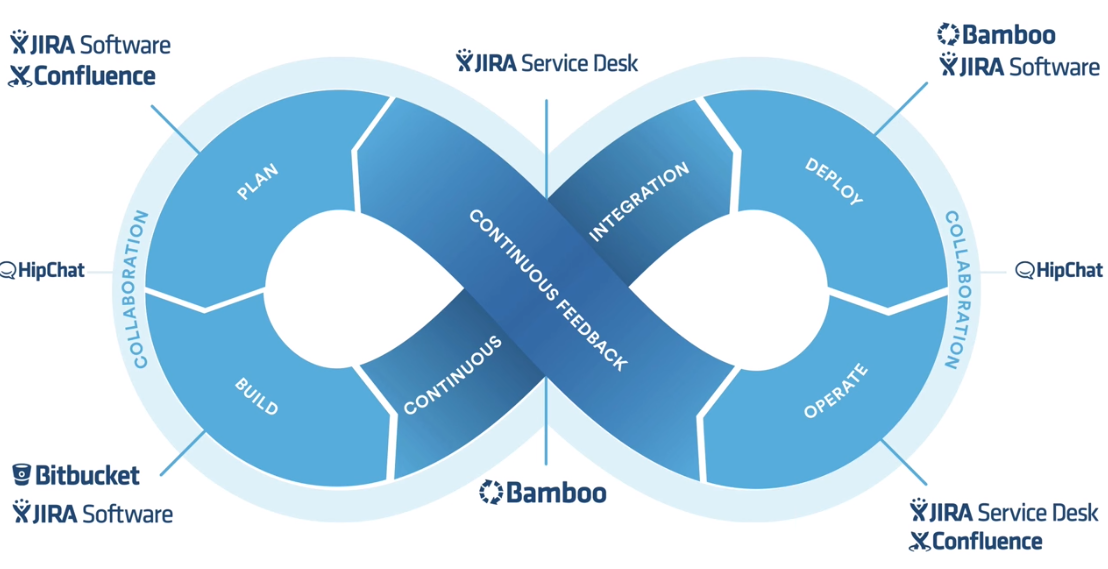 JIRA Software
Confluence
JIRA Service Desk
Bamboo
JIRA Software
PLAN
CONTINUOUS FEEDBACK
INTEGRATION
DEPLOY
COLLABORATION
COLLABORATION
HipChat
HipChat
BUILD
CONTINUOUS
OPERATE
Bitbucket
JIRA Software
Bamboo
JIRA Service Desk
Confluence